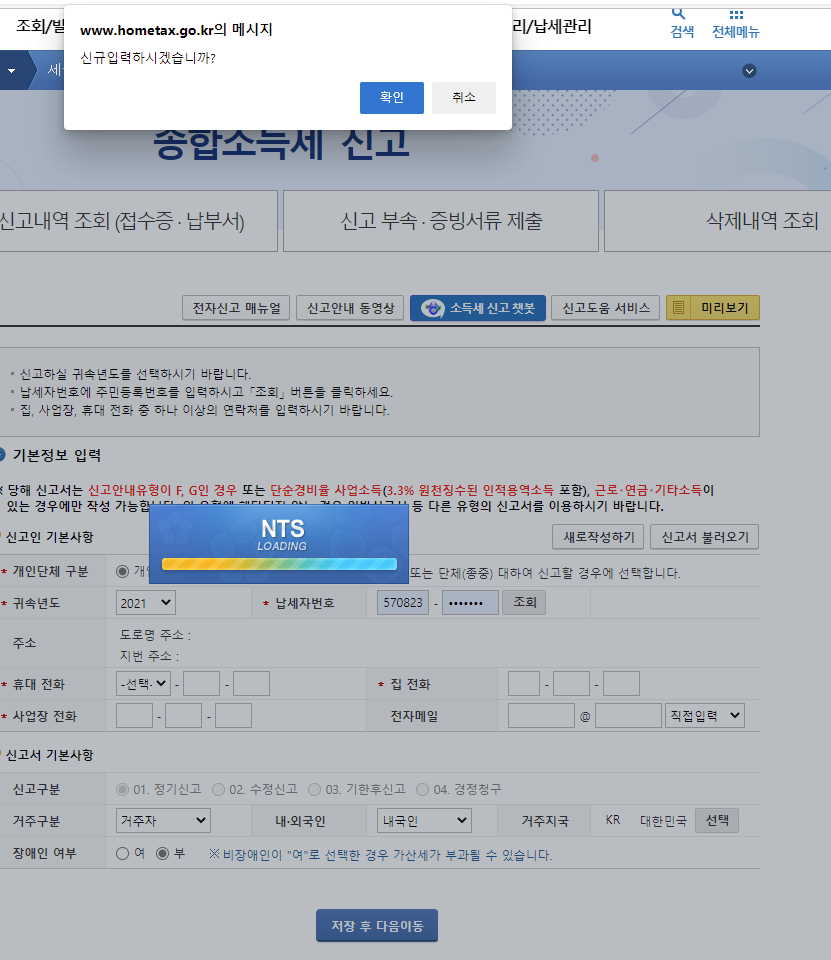 조회/발
www.hometax.go.kr의 메시지
신규입력하시겠습니까?
확인
취소
리/납세관리
검색
전체메뉴
종합소득세 신고
신고내역 조회 (접수증 · 납부서)
신고 부속 · 증빙서류 제출
삭제내역 조회
전자신고 매뉴얼
신고안내 동영상
소득세 신고 챗봇
신고도움 서비스
미리보기
신고하실 귀속년도를 선택하시기 바랍니다.
납세자번호에 주민등록번호를 입력하시고 「조회」 버튼을 클릭하세요.
집, 사업장, 휴대 전화 중 하나 이상의 연락처를 입력하시기 바랍니다.
기본정보 입력
※ 당해 신고서는 신고안내유형이 F, G인 경우 또는 단순경비율 사업소득(3.3% 원천징수된 인적용역소득 포함), 근로·연금·기타소득이
있는 경우에만 작성 가능합 등 다른 유형의 신고서를 이용하시기 바랍니다.
NTS
LOADING
신고인 기본사항
새로작성하기
신고서 불러오기
* 개인단체 구분
또는 단체(종중) 대하여 신고할 경우에 선택합니다.
* 귀속년도
2021
* 납세자번호
570823 - •••••••
조회
주소
도로명 주소 :
지번 주소 :
* 휴대 전화
-선택- - -
* 집 전화
- -
* 사업장 전화
- -
전자메일
@
직접입력
신고서 기본사항
신고구분
01. 정기신고
02. 수정신고
03. 기한후신고
04. 경정청구
거주구분
거주자
내·외국인
내국인
거주지국
KR
대한민국
선택
장애인 여부
여
부
※ 비장애인이 "여"로 선택한 경우 가산세가 부과될 수 있습니다.
저장 후 다음이동